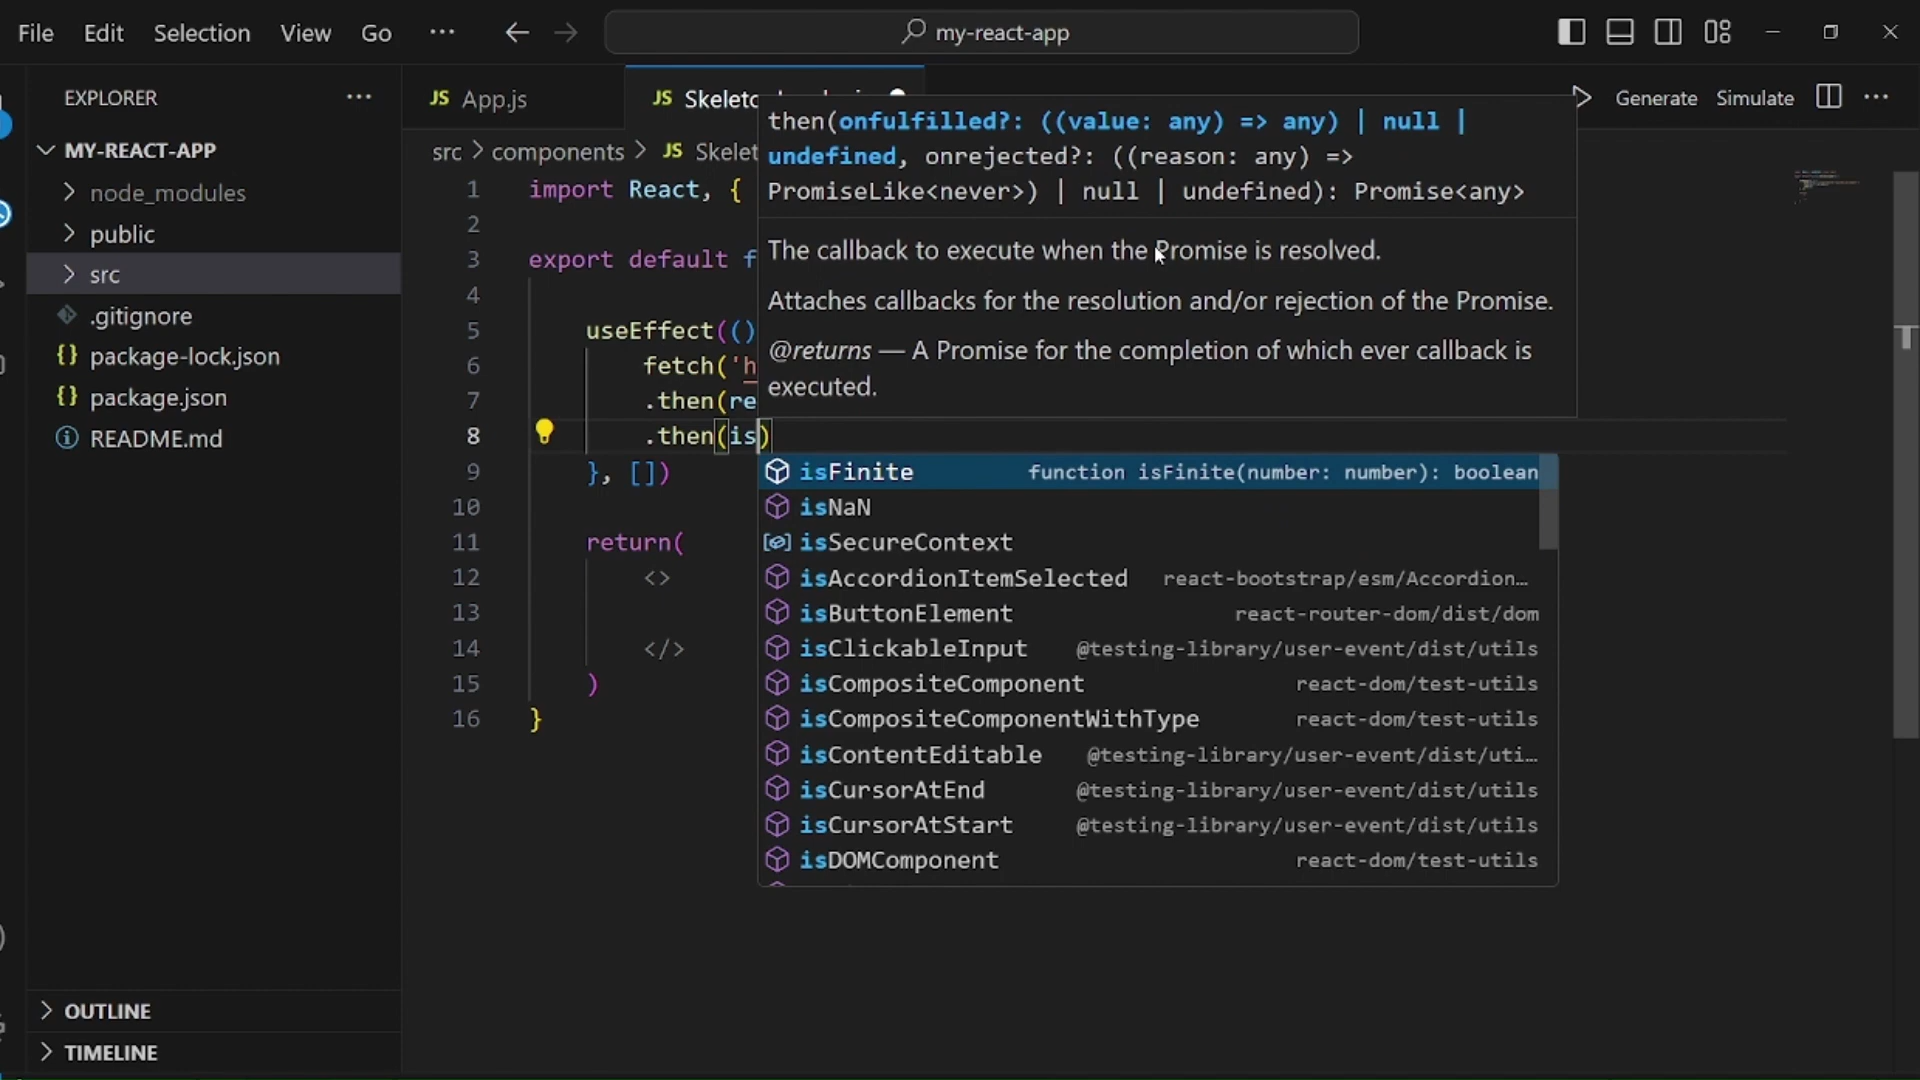 File Edit Selection View Go ··· my-react-app
EXPLORER ···
MY-REACT-APP
node_modules
public
src
.gitignore
package-lock.json
package.json
README.md
OUTLINE
TIMELINE
JS App.js
JS
Generate Simulate ···
src > components > JS
1 import React, {
2
3 export default f
4
5 useEffect(()
6 fetch('h
7 .then(re
8 .then(is)
9 }, [])
10
11 return(
12 <>
13
14 </>
15 )
16 }
then(onfulfilled?: ((value: any) => any) | null |
undefined, onrejected?: ((reason: any) =>
PromiseLike<never>) | null | undefined): Promise<any>
The callback to execute when the Promise is resolved.
Attaches callbacks for the resolution and/or rejection of the Promise.
@returns — A Promise for the completion of which ever callback is
executed.
isFinite function isFinite(number: number): boolean
isNaN
isSecureContext
isAccordionItemSelected react-bootstrap/esm/Accordion…
isButtonElement react-router-dom/dist/dom
isClickableInput @testing-library/user-event/dist/utils
isCompositeComponent react-dom/test-utils
isCompositeComponentWithType react-dom/test-utils
isContentEditable @testing-library/user-event/dist/uti…
isCursorAtEnd @testing-library/user-event/dist/utils
isCursorAtStart @testing-library/user-event/dist/utils
isDOMComponent react-dom/test-utils